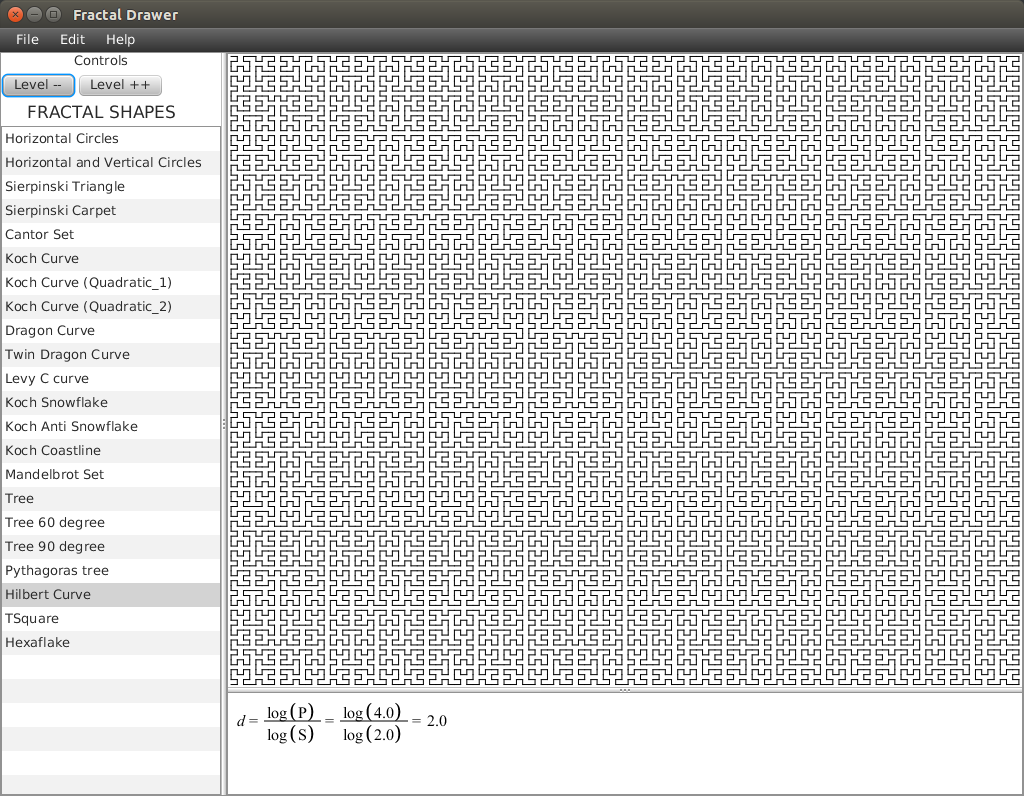 Fractal Drawer
File Edit Help
Controls
Level -- Level ++
FRACTAL SHAPES
Horizontal Circles
Horizontal and Vertical Circles
Sierpinski Triangle
Sierpinski Carpet
Cantor Set
Koch Curve
Koch Curve (Quadratic_1)
Koch Curve (Quadratic_2)
Dragon Curve
Twin Dragon Curve
Levy C curve
Koch Snowflake
Koch Anti Snowflake
Koch Coastline
Mandelbrot Set
Tree
Tree 60 degree
Tree 90 degree
Pythagoras tree
Hilbert Curve
TSquare
Hexaflake
d = log(P) / log(S) = log(4.0) / log(2.0) = 2.0